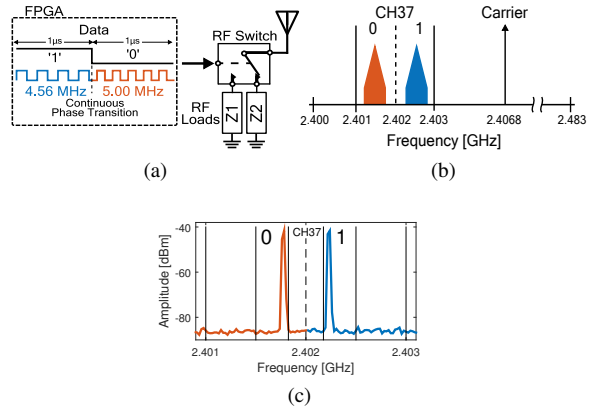 FPGA
Data
1µs 1µs
'1' '0'
4.56 MHz 5.00 MHz
Continuous
Phase Transition
RF Switch
RF
Loads
Z1 Z2
(a)
CH37
0 1
Carrier
2.400 2.401 2.402 2.403 2.4068 2.483
Frequency [GHz]
(b)
-40
-60
-80
Amplitude [dBm]
0 CH37 1
2.401 2.402 2.403
Frequency [GHz]
(c)